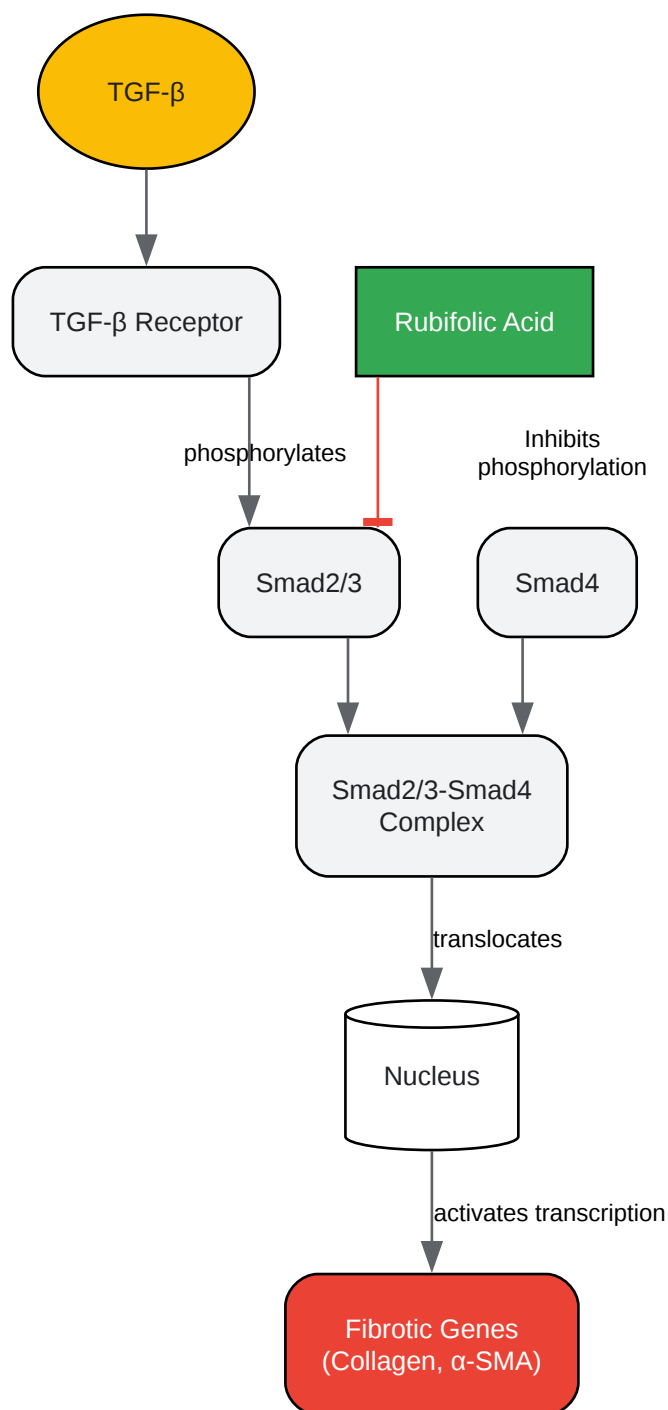 TGF-β
TGF-β Receptor
Rubifolic Acid
phosphorylates
Inhibits
phosphorylation
Smad2/3
Smad4
Smad2/3-Smad4
Complex
translocates
Nucleus
activates transcription
Fibrotic Genes
(Collagen, α-SMA)